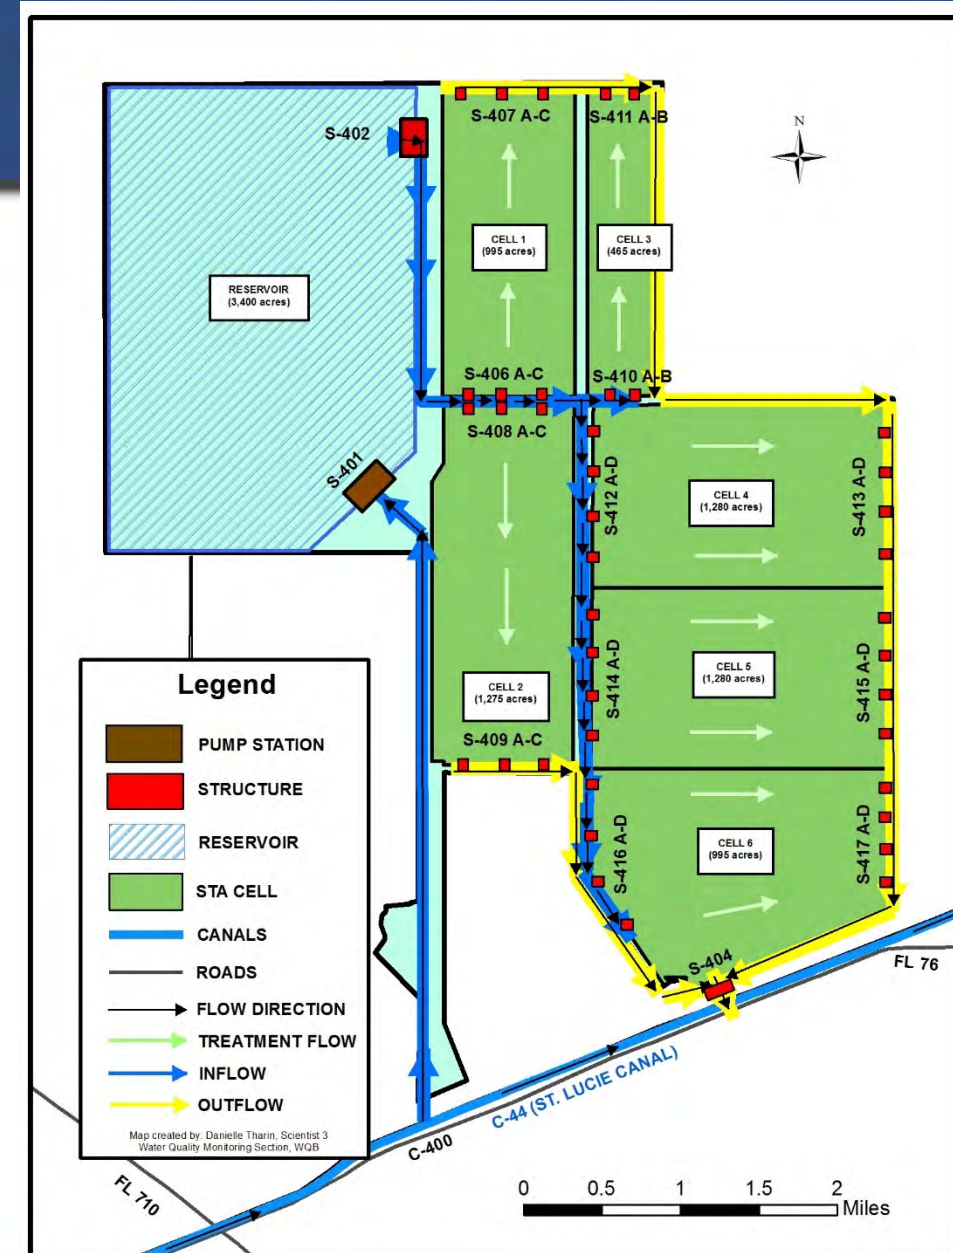 N
S-402
S-407 A-C
S-411 A-B
CELL 1
(995 acres)
CELL 3
(465 acres)
RESERVOIR
(3,400 acres)
S-406 A-C
S-410 A-B
S-408 A-C
S-401
S-412 A-D
CELL 4
(1,280 acres)
S-413 A-D
S-414 A-D
CELL 5
(1,280 acres)
S-415 A-D
CELL 2
(1,275 acres)
S-409 A-C
S-416 A-D
CELL 6
(995 acres)
S-417 A-D
S-404
FL 76
C-44 (ST. LUCIE CANAL)
C-400
FL 710
Legend
PUMP STATION
STRUCTURE
RESERVOIR
STA CELL
CANALS
ROADS
FLOW DIRECTION
TREATMENT FLOW
INFLOW
OUTFLOW
Map created by: Danielle Tharin, Scientist 3
Water Quality Monitoring Section, WQB
0 0.5 1 1.5 2
Miles